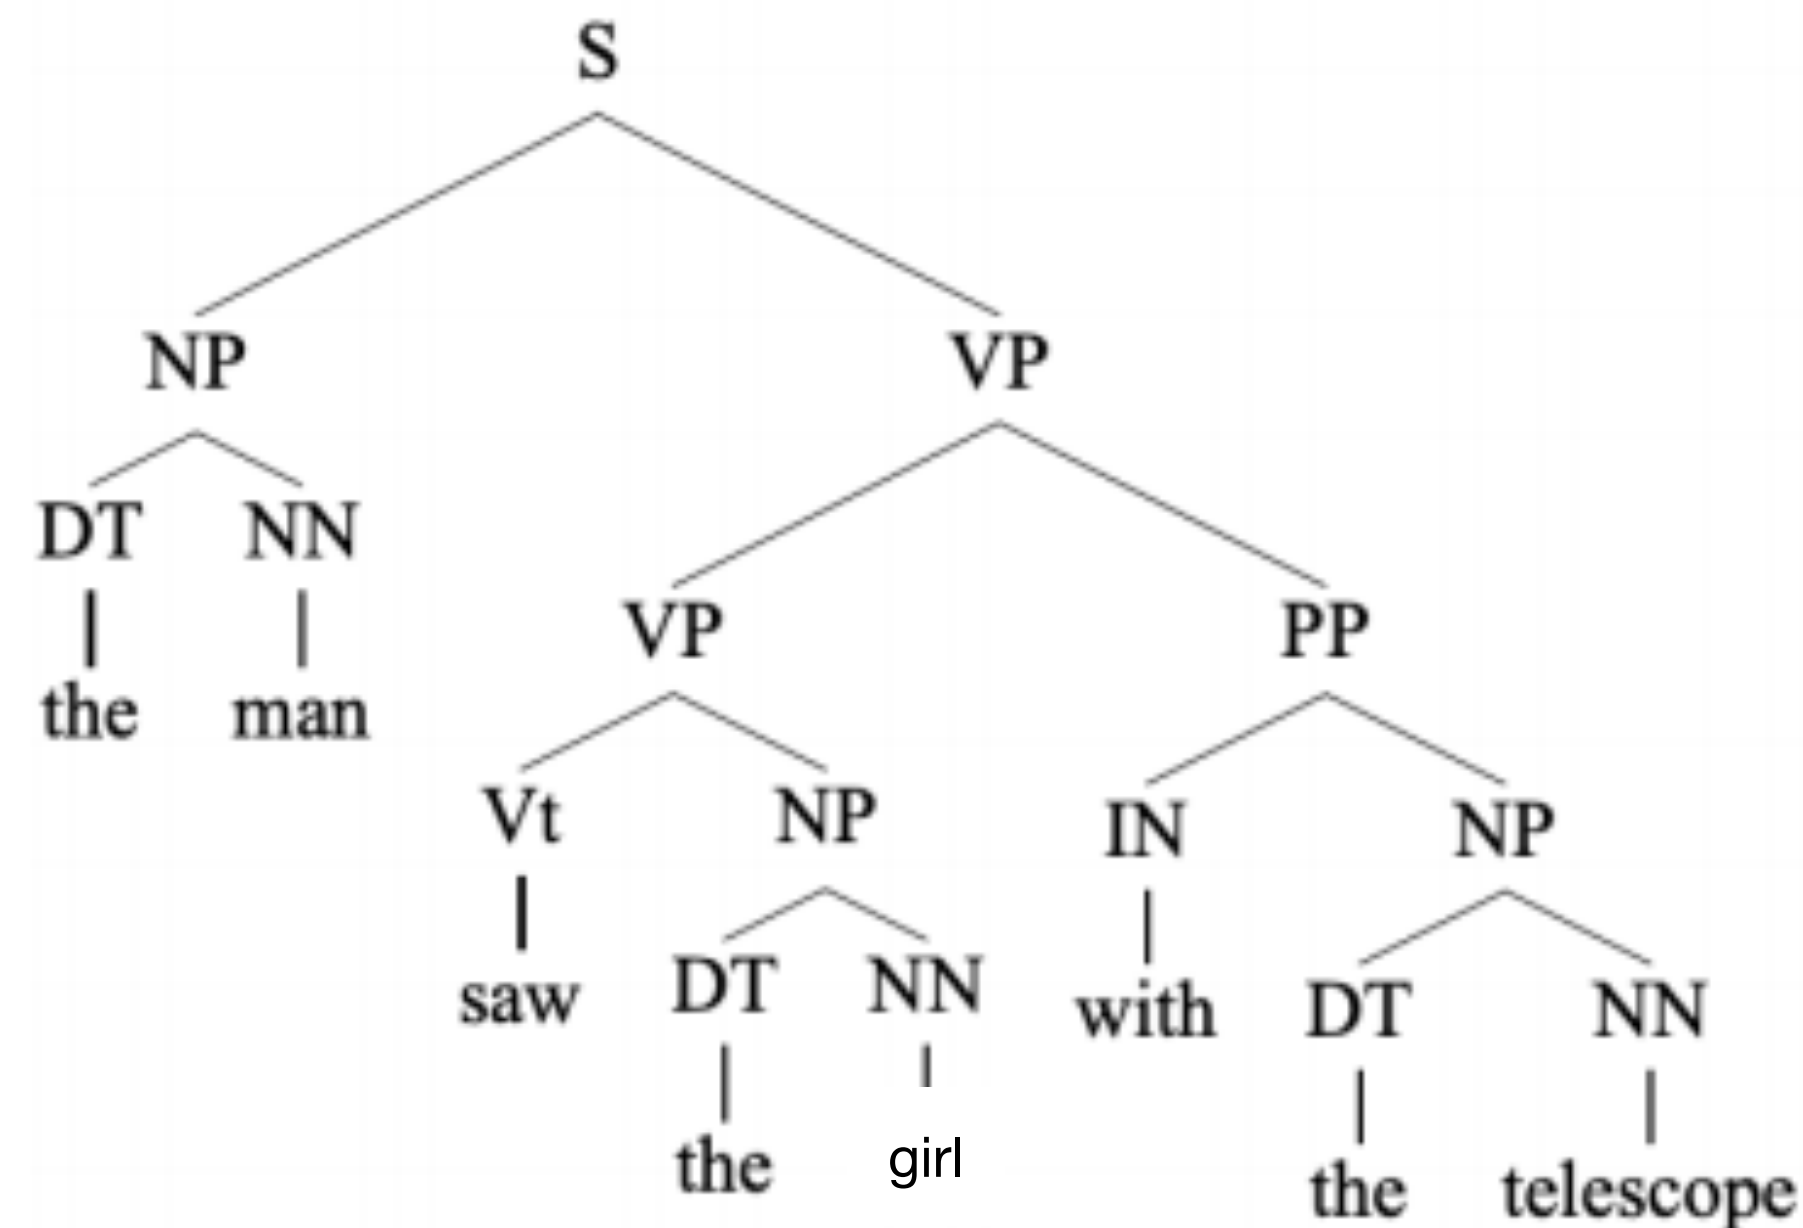 S
NP VP
DT NN
VP PP
the man
Vt NP IN NP
saw DT NN with DT NN
the girl the telescope